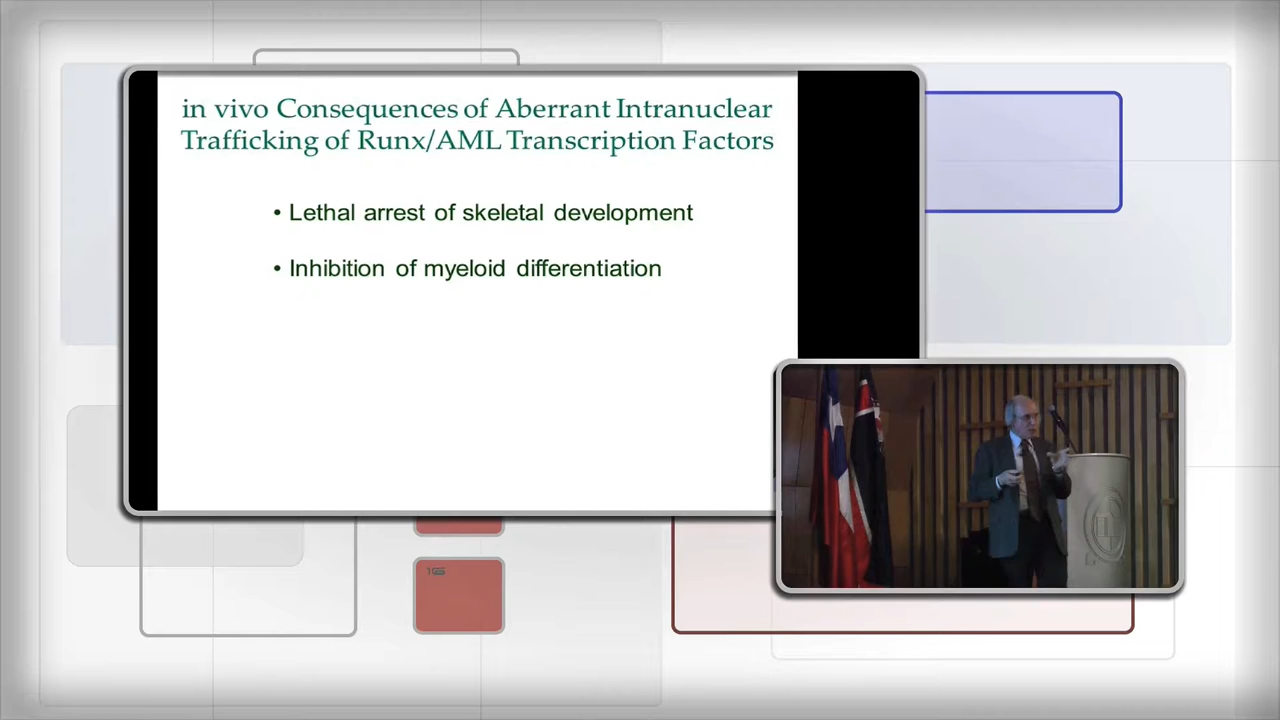 in vivo Consequences of Aberrant Intranuclear
Trafficking of Runx/AML Transcription Factors
• Lethal arrest of skeletal development
• Inhibition of myeloid differentiation